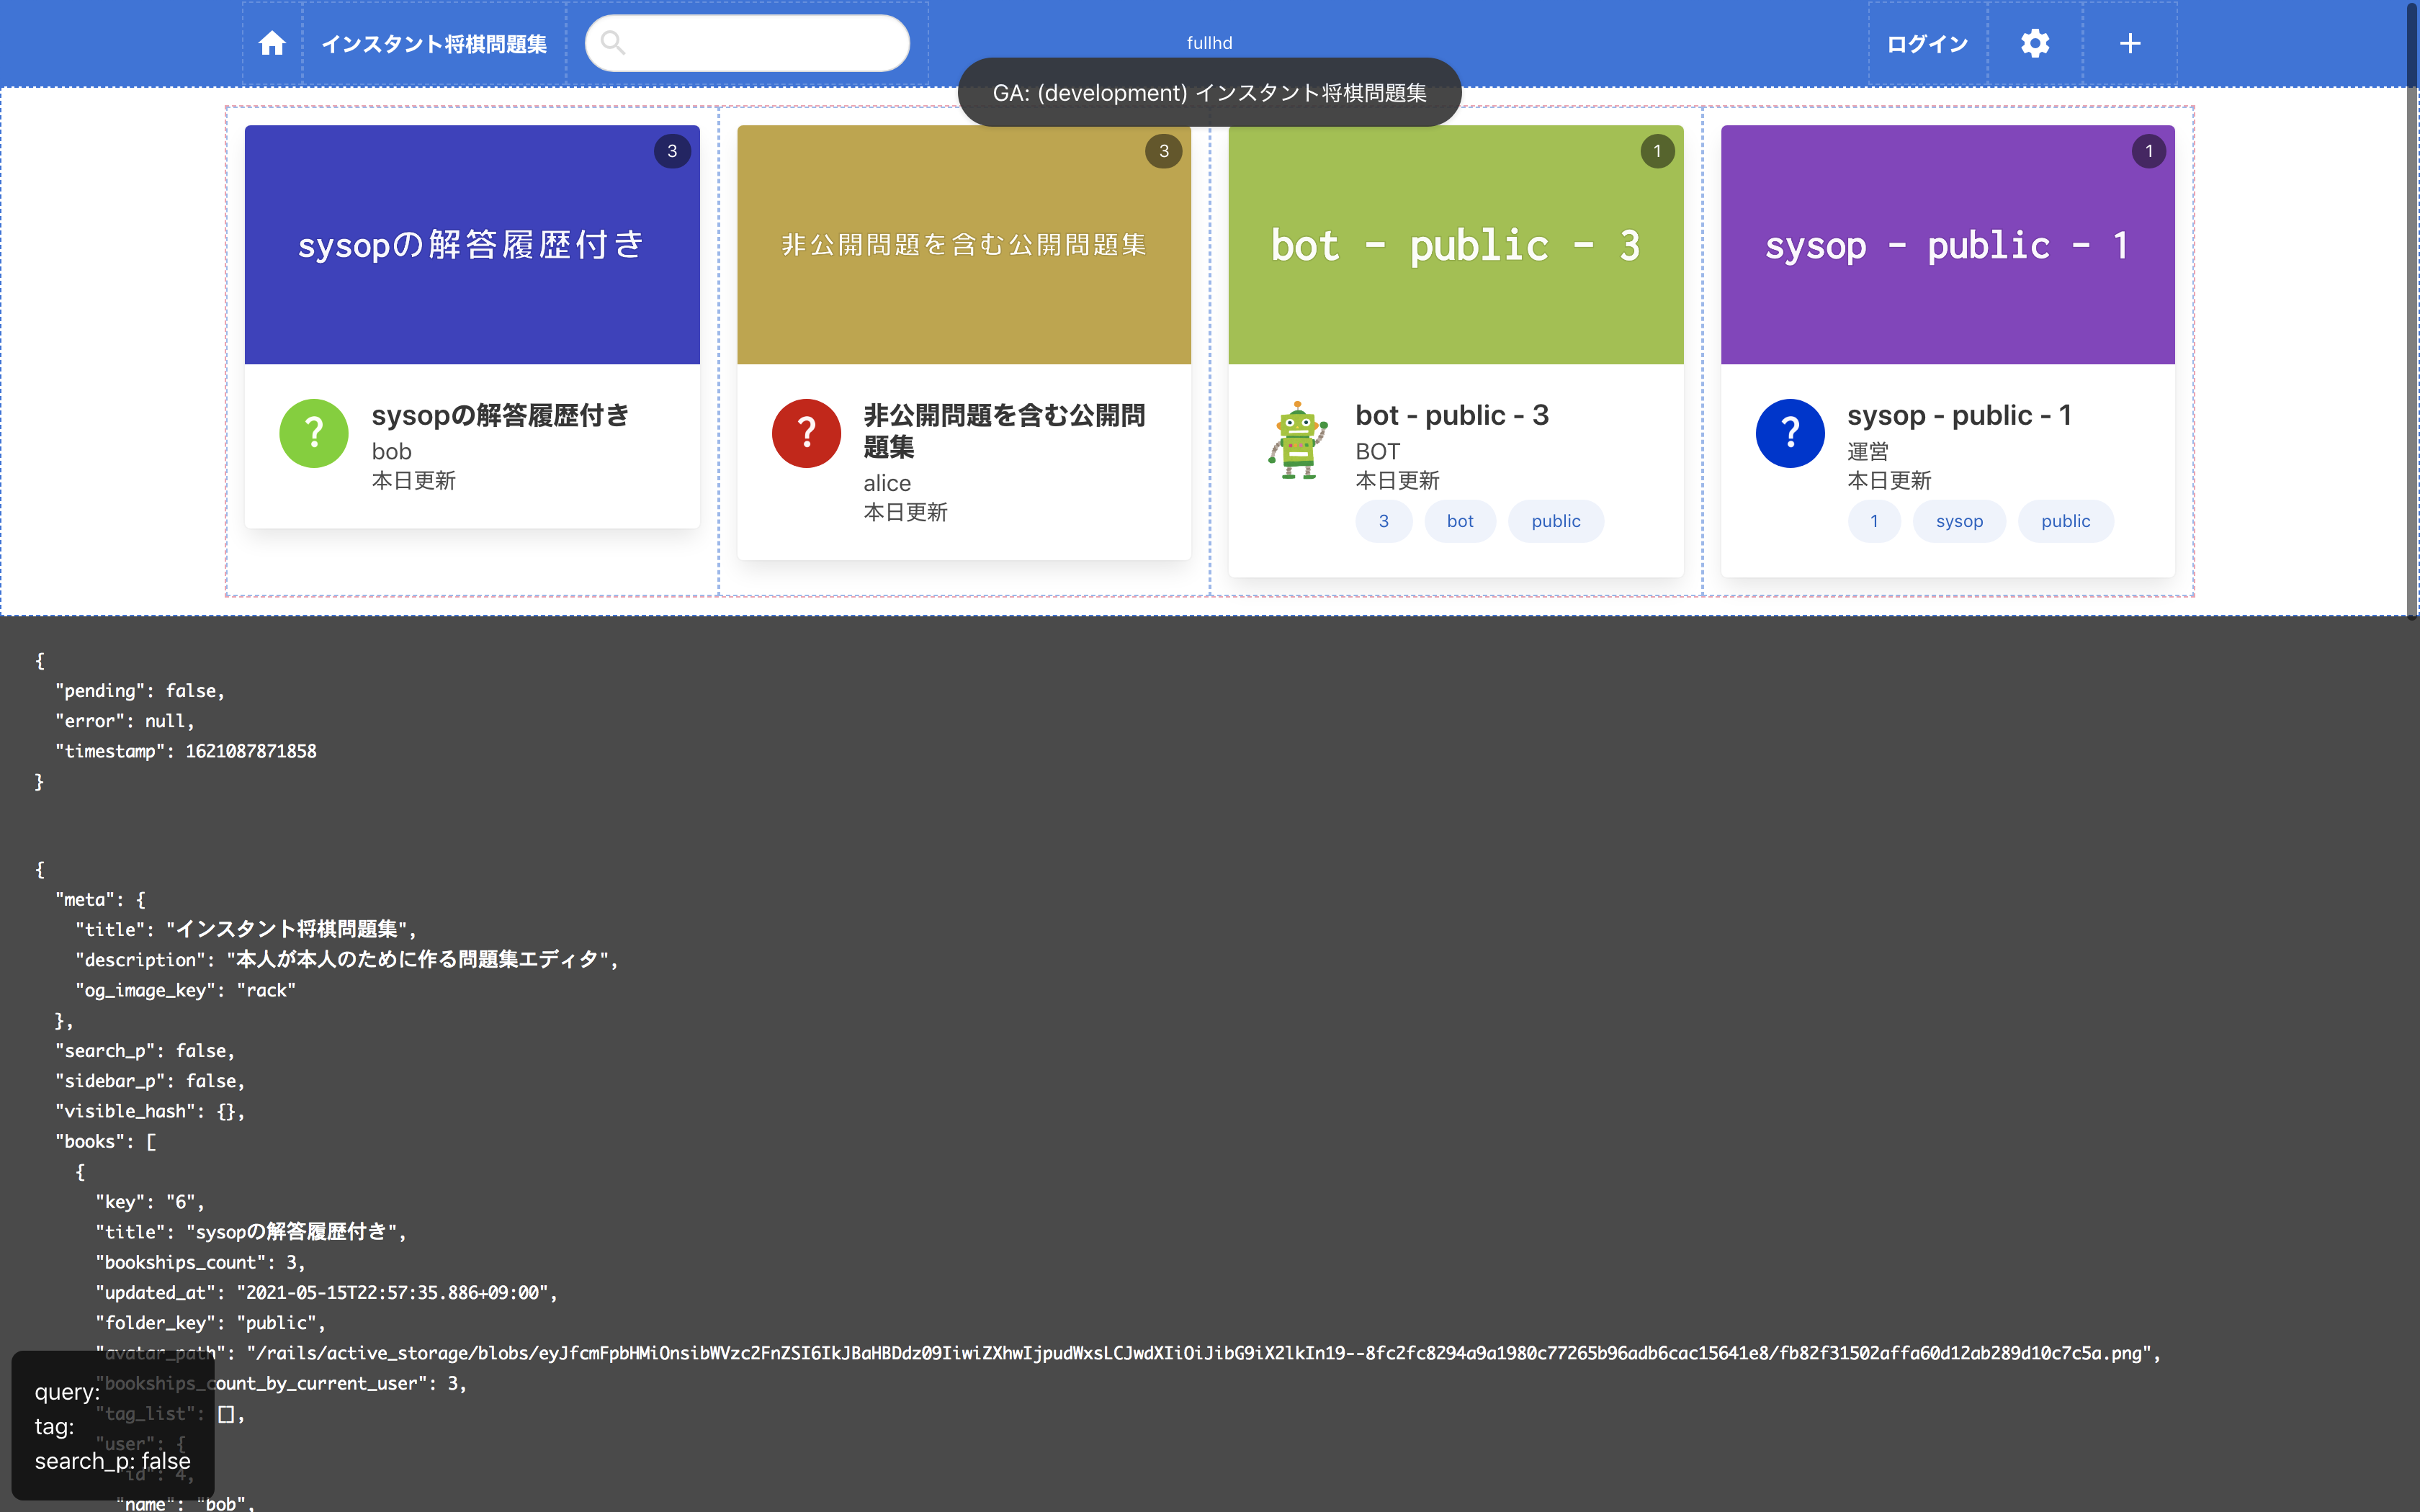 インスタント将棋問題集
fullhd
ログイン
GA: (development) インスタント将棋問題集
3
sysopの解答履歴付き
?
sysopの解答履歴付き
bob
本日更新
3
非公開問題を含む公開問題集
?
非公開問題を含む公開問
題集
alice
本日更新
1
bot - public - 3
bot - public - 3
BOT
本日更新
3 bot public
1
sysop - public - 1
?
sysop - public - 1
運営
本日更新
1 sysop public
{
"pending": false,
"error": null,
"timestamp": 1621087871858
}
{
"meta": {
"title": "インスタント将棋問題集",
"description": "本人が本人のために作る問題集エディタ",
"og_image_key": "rack"
},
"search_p": false,
"sidebar_p": false,
"visible_hash": {},
"books": [
{
"key": "6",
"title": "sysopの解答履歴付き",
"bookships_count": 3,
"updated_at": "2021-05-15T22:57:35.886+09:00",
"folder_key": "public",
"avatar_path": "/rails/active_storage/blobs/eyJfcmFpbHMiOnsibWVzc2FnZSI6IkJBaHBDdz09IiwiZXhwIjpudWxsLCJwdXIiOiJibG9iX2lkIn19--8fc2fc8294a9a1980c77265b96adb6cac15641e8/fb82f31502affa60d12ab289d10c7c5a.png",
"bookships_count_by_current_user": 3,
"tag_list": [],
"user": {
"id": 4,
"name": "bob",
query:
tag:
search_p: false